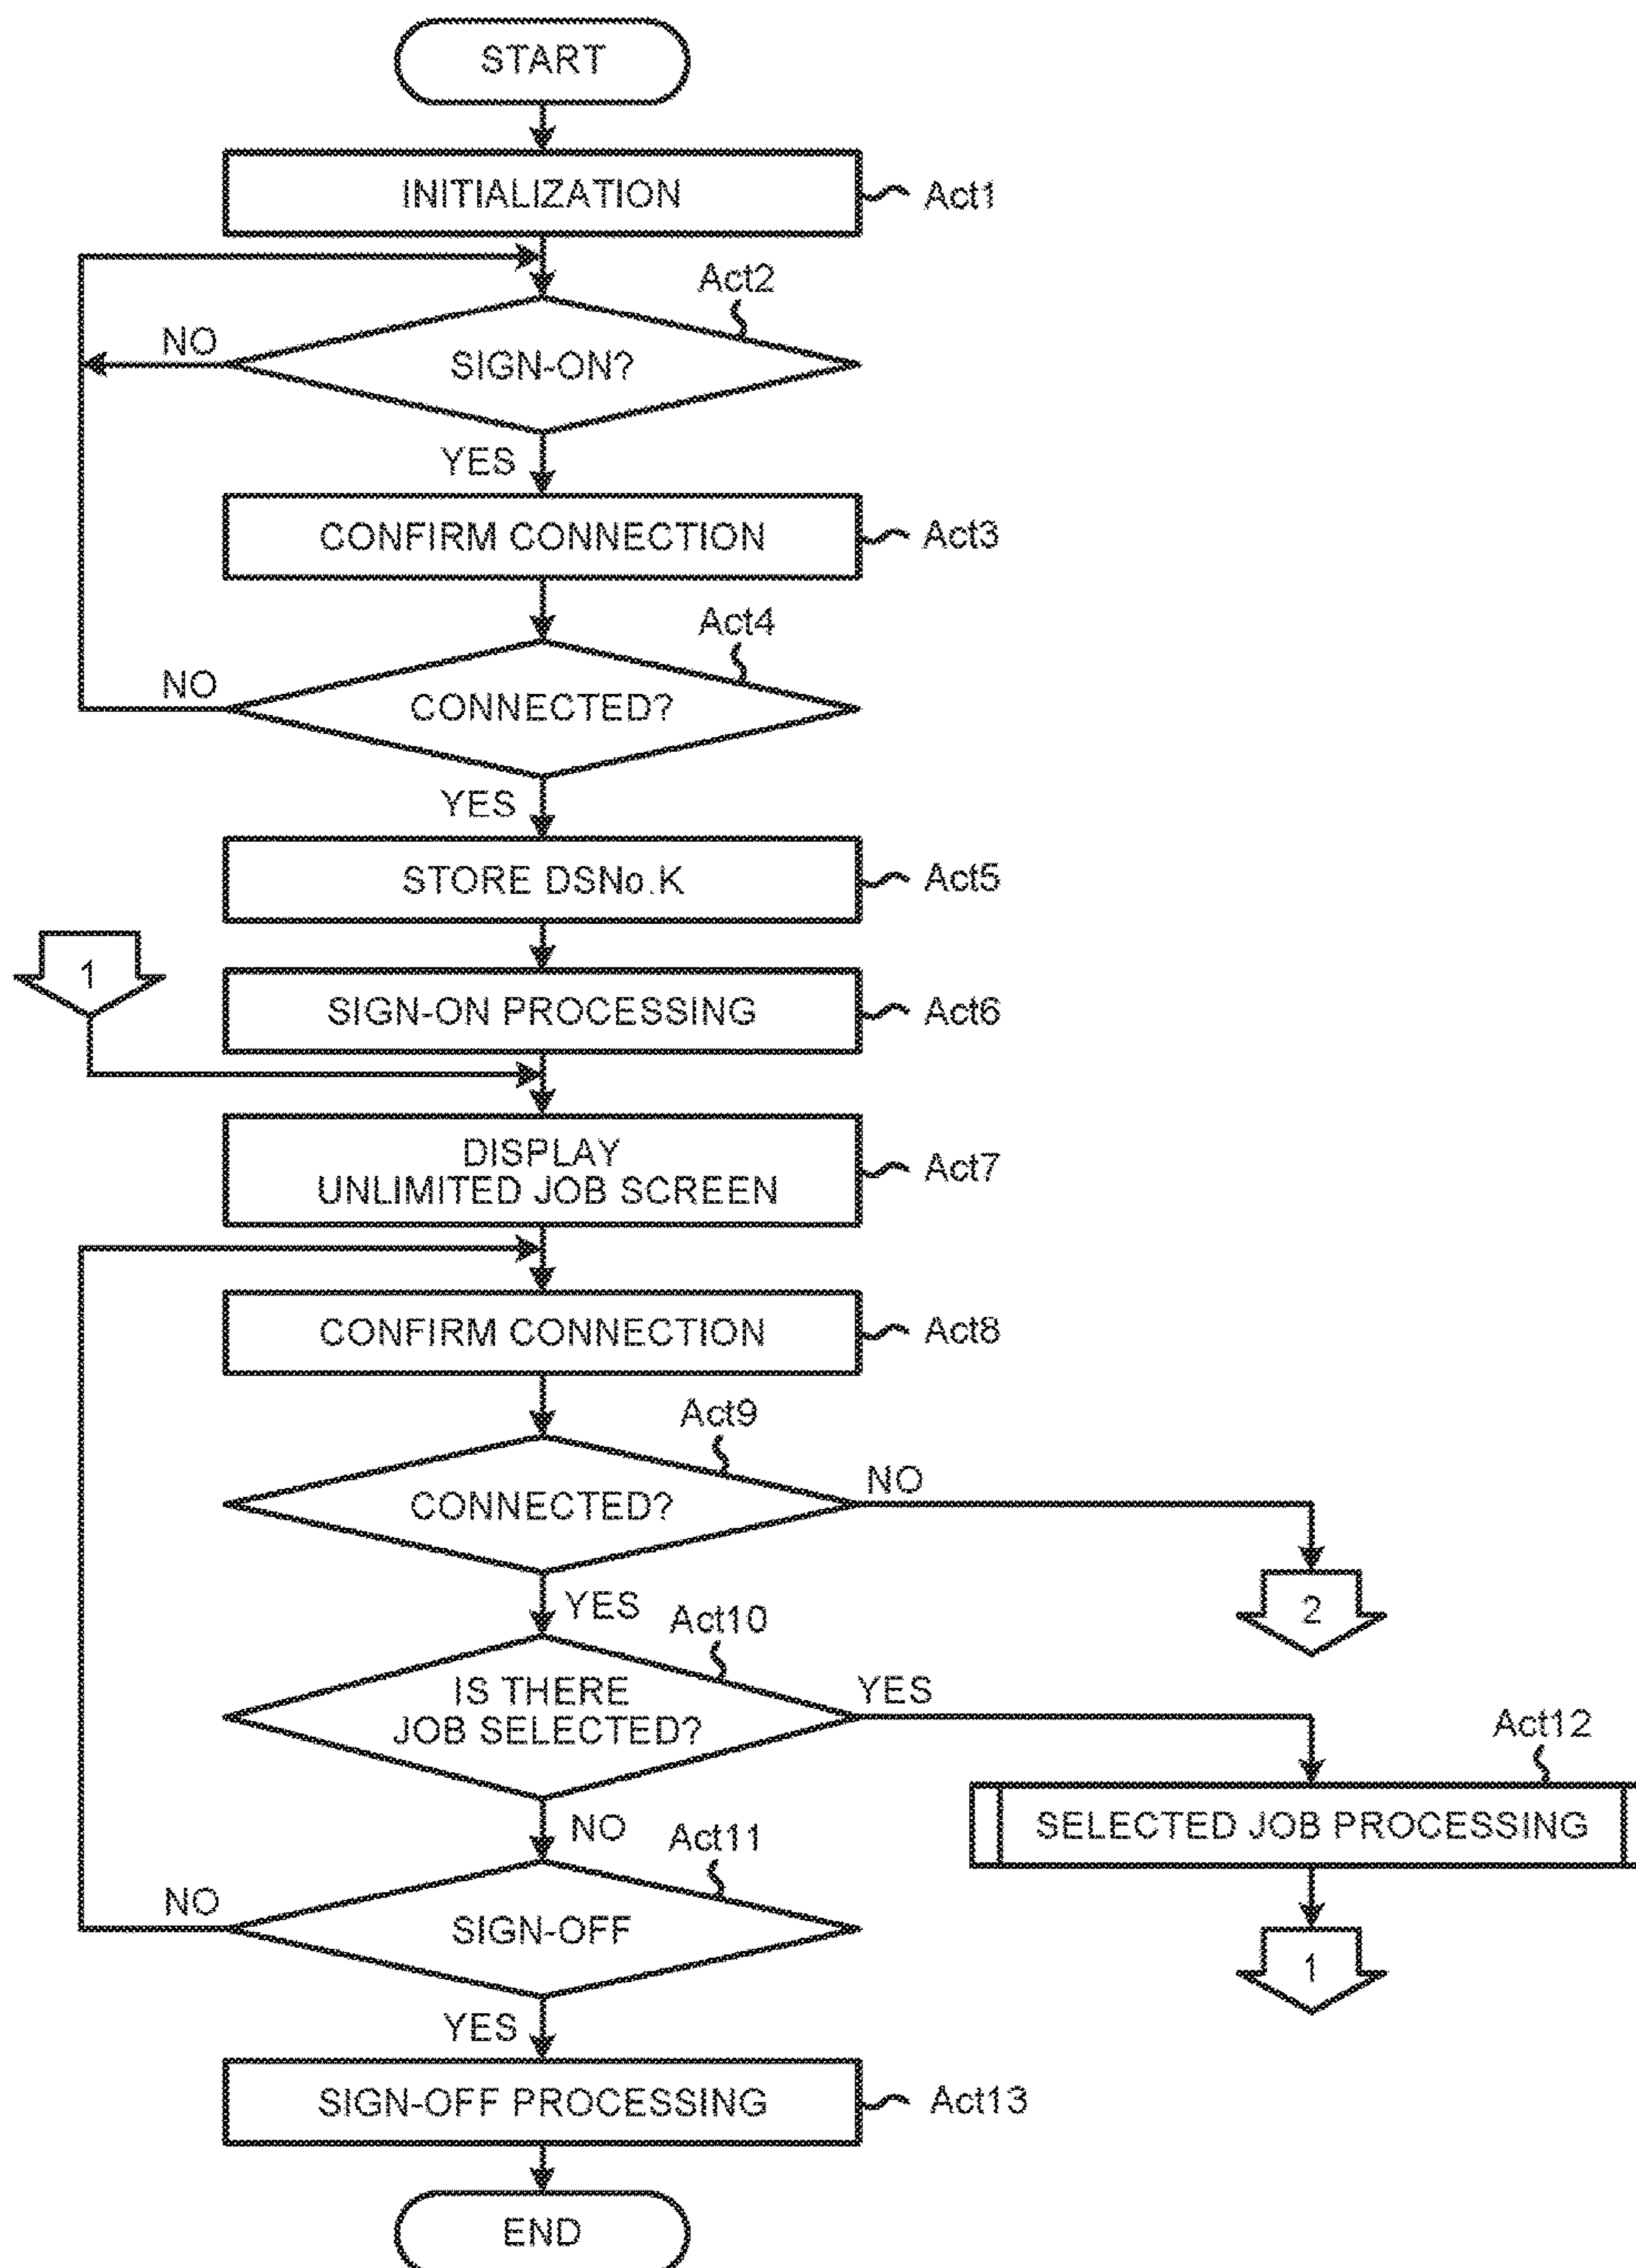 START
INITIALIZATION
Act1
Act2
NO
SIGN-ON?
YES
CONFIRM CONNECTION
Act3
Act4
NO
CONNECTED?
YES
STORE DSNo.K
Act5
1
SIGN-ON PROCESSING
Act6
DISPLAY
UNLIMITED JOB SCREEN
Act7
CONFIRM CONNECTION
Act8
Act9
NO
CONNECTED?
2
YES
Act10
IS THERE
JOB SELECTED?
YES
Act12
SELECTED JOB PROCESSING
NO
Act11
NO
SIGN-OFF
1
YES
SIGN-OFF PROCESSING
Act13
END